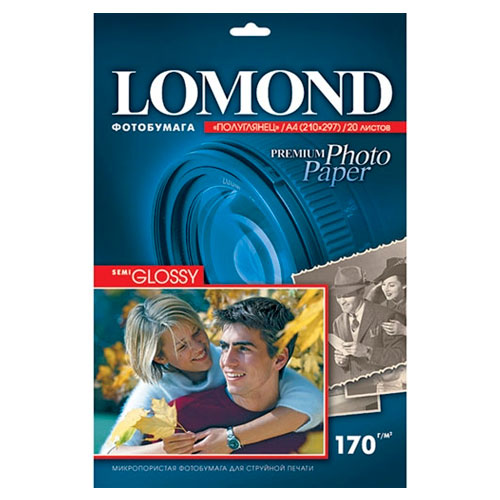 LOMOND
ФОТОБУМАГА «ПОЛУГЛЯНЕЦ» / А4 (210×297) / 20 ЛИСТОВ
PREMIUM Photo
Paper
SEMI GLOSSY
170 г/м²
МИКРОПОРИСТАЯ ФОТОБУМАГА ДЛЯ СТРУЙНОЙ ПЕЧАТИ